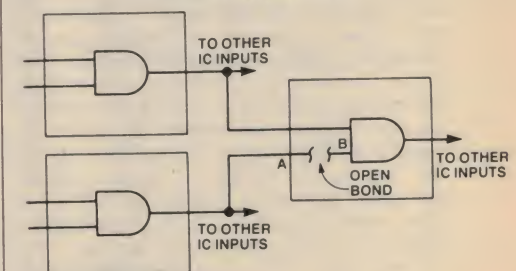 TO OTHER
IC INPUTS
A
B
OPEN
BOND
TO OTHER
IC INPUTS
TO OTHER
IC INPUTS